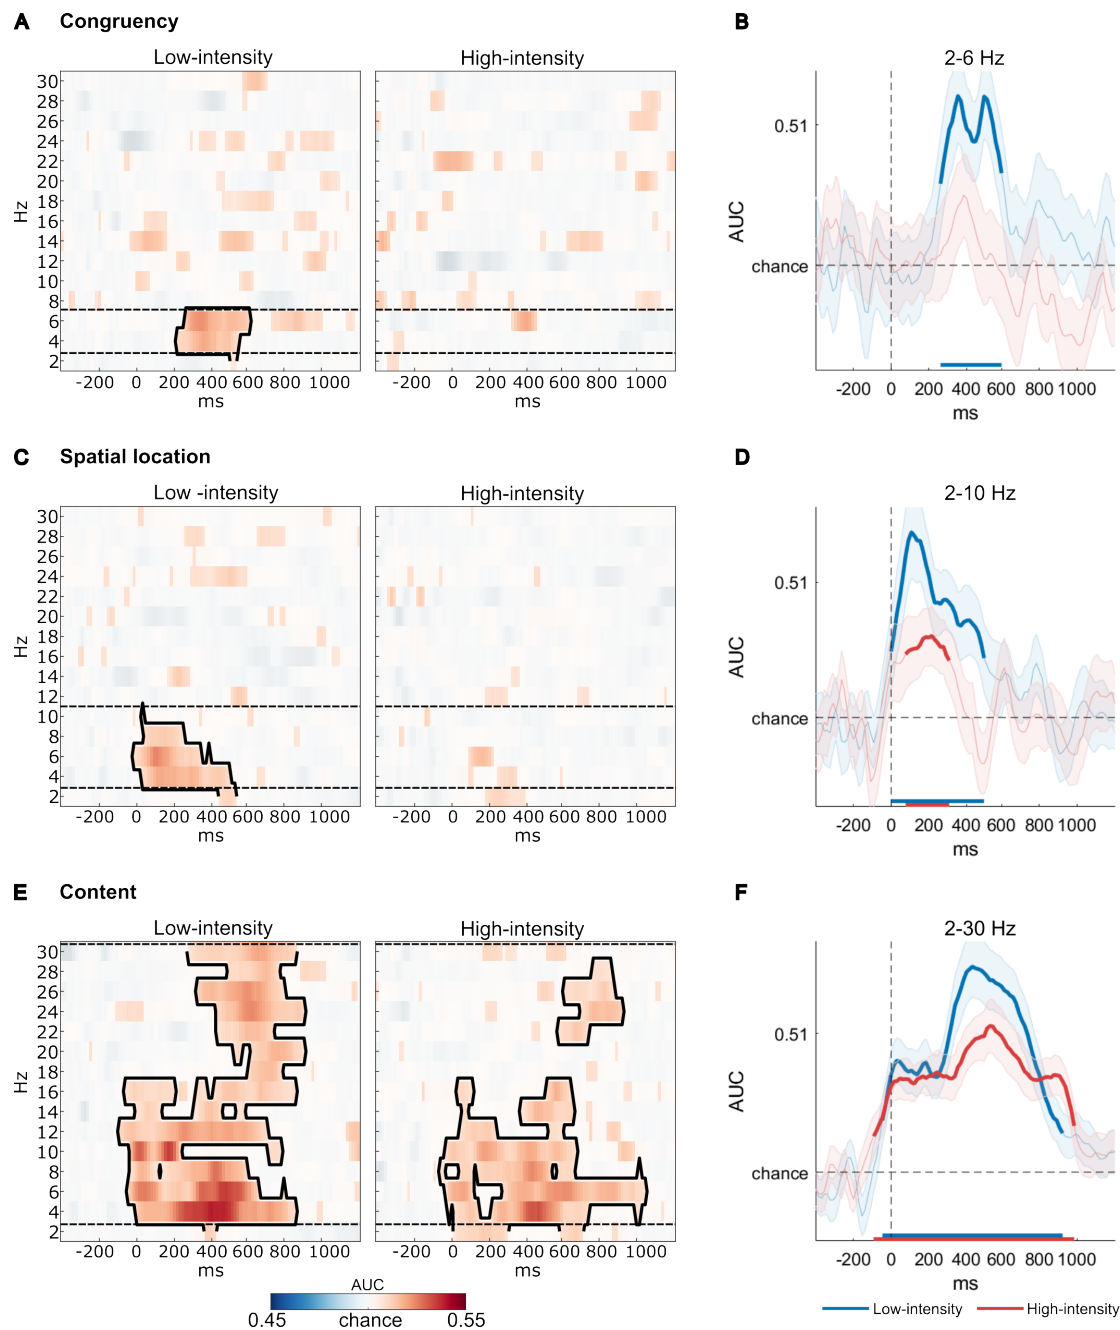 A Congruency
Low-intensity
High-intensity
30
28
26
24
22
20
18
16
14
12
10
8
6
4
2
Hz
-200 0 200 400 600 800 1000
ms
-200 0 200 400 600 800 1000
ms
B
2-6 Hz
0.51
chance
AUC
-200 0 200 400 600 800 1000
ms
C Spatial location
Low -intensity
High-intensity
30
28
26
24
22
20
18
16
14
12
10
8
6
4
2
Hz
-200 0 200 400 600 800 1000
ms
-200 0 200 400 600 800 1000
ms
D
2-10 Hz
0.51
chance
AUC
-200 0 200 400 600 800 1000
ms
E Content
Low-intensity
High-intensity
30
28
26
24
22
20
18
16
14
12
10
8
6
4
2
Hz
-200 0 200 400 600 800 1000
ms
-200 0 200 400 600 800 1000
ms
F
2-30 Hz
0.51
chance
AUC
-200 0 200 400 600 800 1000
ms
AUC
0.45 chance 0.55
Low-intensity High-intensity